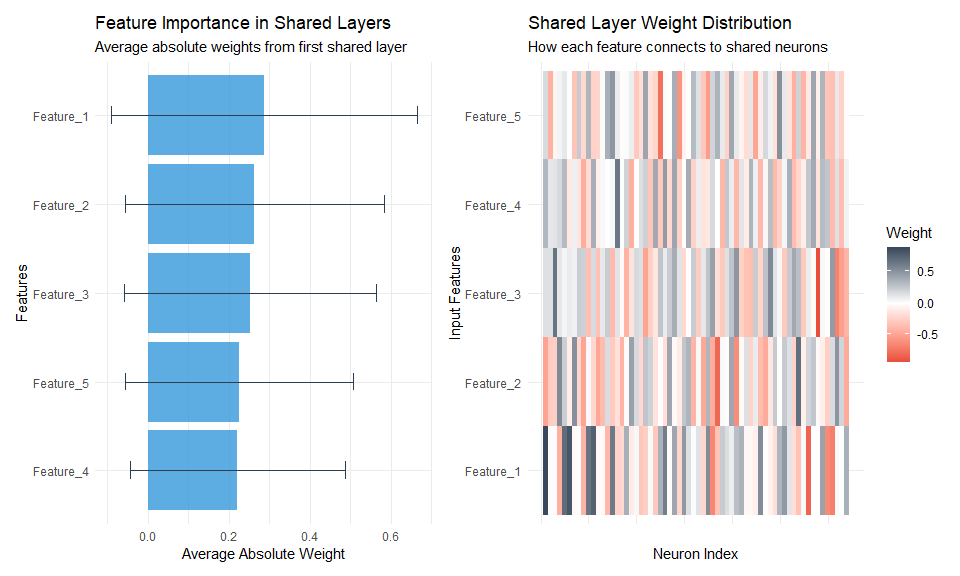 Feature Importance in Shared Layers
Average absolute weights from first shared layer
Features
Feature_1
Feature_2
Feature_3
Feature_5
Feature_4
0.0 0.2 0.4 0.6
Average Absolute Weight
Shared Layer Weight Distribution
How each feature connects to shared neurons
Input Features
Feature_5
Feature_4
Feature_3
Feature_2
Feature_1
Neuron Index
Weight
0.5
0.0
-0.5